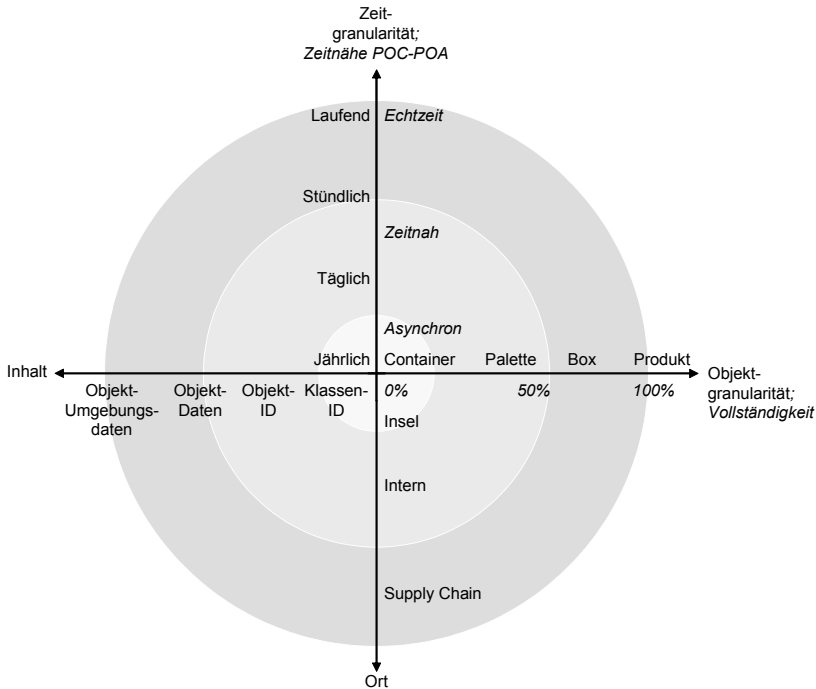 Zeit-
granularität;
Zeitnähe POC-POA
Laufend Echtzeit
Stündlich
Zeitnah
Täglich
Asynchron
Jährlich Container Palette Box Produkt
Inhalt
Objekt-
granularität;
Vollständigkeit
Objekt-
Umgebungs-
daten
Objekt-
Daten
Objekt-
ID
Klassen-
ID
0% 50% 100%
Insel
Intern
Supply Chain
Ort